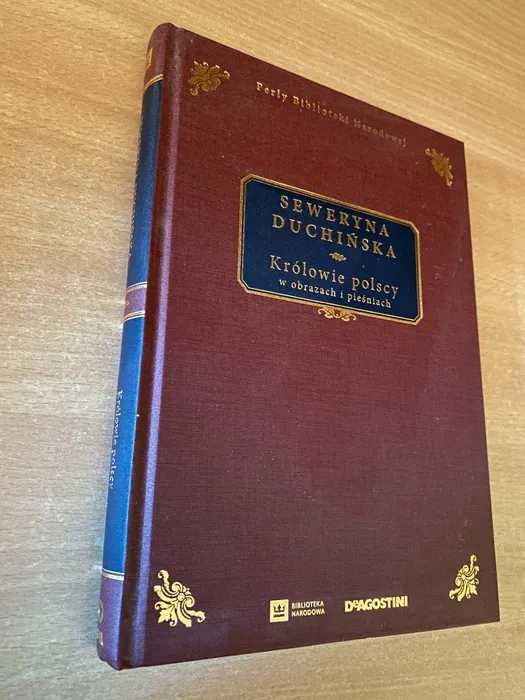 Perły Biblioteki Narodowej
SEWERYNA
DUCHIŃSKA
Królowie polscy
w obrazach i pieśniach
Królowie polscy
BIBLIOTEKA
NARODOWA
DEAGOSTINI